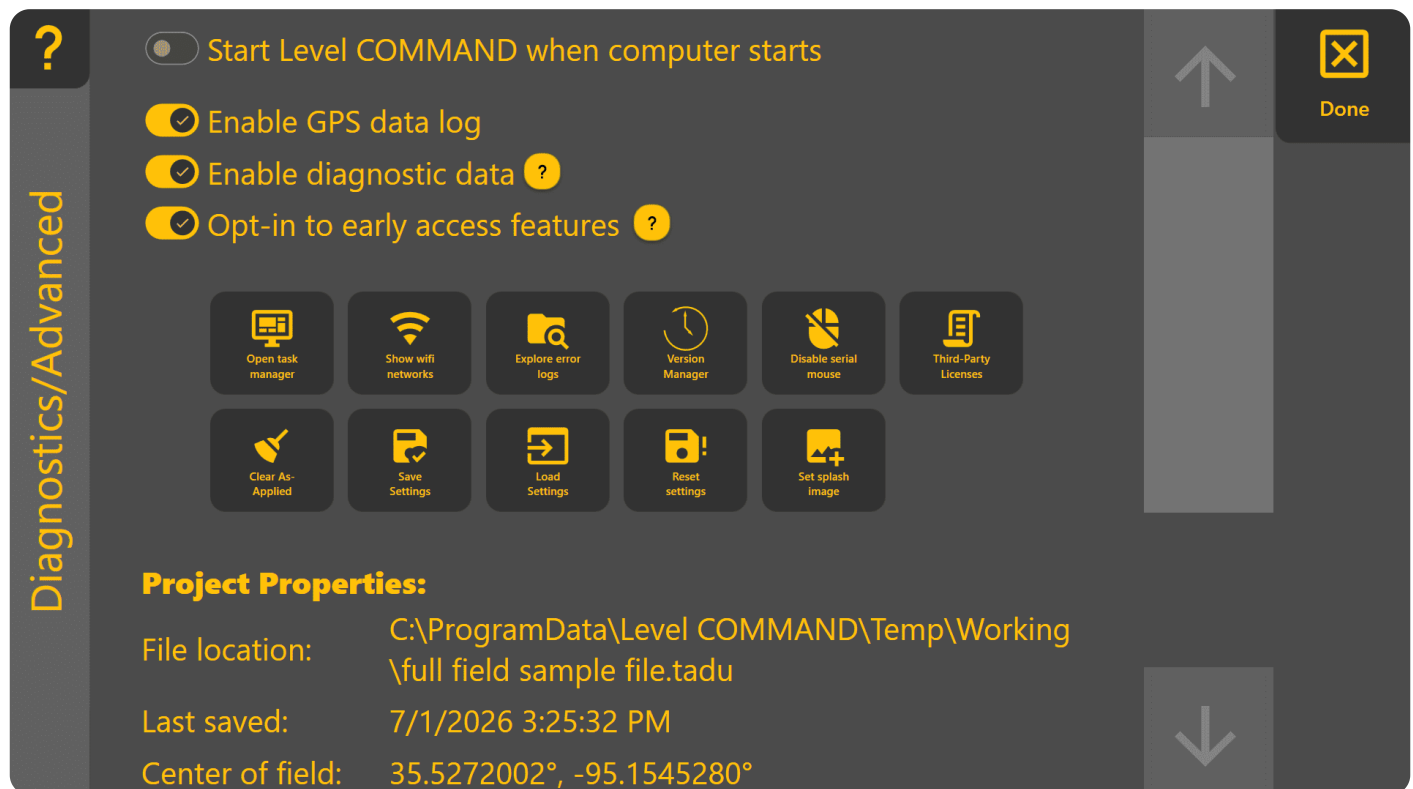 ?
Start Level COMMAND when computer starts
Done
Enable GPS data log
Enable diagnostic data ?
Opt-in to early access features ?
Diagnostics/Advanced
Open task
manager
Show wifi
networks
Explore error
logs
Version
Manager
Disable serial
mouse
Third-Party
Licenses
Clear As-
Applied
Save
Settings
Load
Settings
Reset
settings
Set splash
image
Project Properties:
File location:
C:\ProgramData\Level COMMAND\Temp\Working
\full field sample file.tadu
Last saved: 7/1/2026 3:25:32 PM
Center of field: 35.5272002°, -95.1545280°